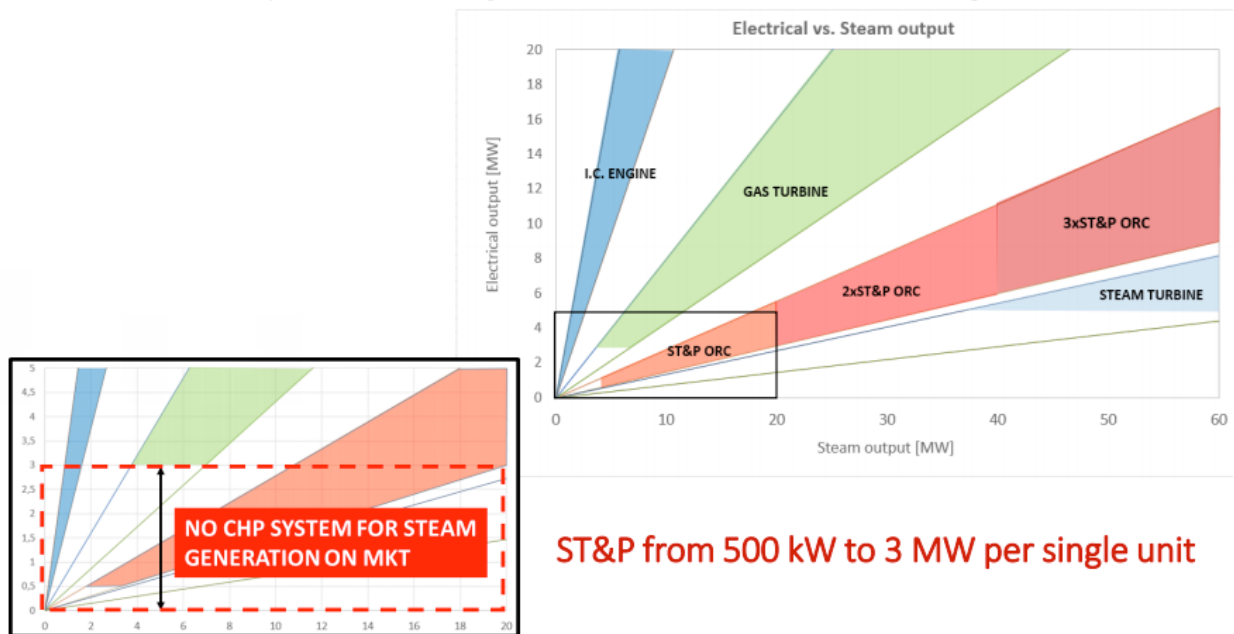 Electrical vs. Steam output
20
18
16
14
12
10
8
6
4
2
0
Electrical output [MW]
I.C. ENGINE
GAS TURBINE
3xST&P ORC
2xST&P ORC
STEAM TURBINE
ST&P ORC
0 10 20 30 40 50 60
Steam output [MW]
5
4,5
4
3,5
3
2,5
2
1,5
1
0,5
0
NO CHP SYSTEM FOR STEAM
GENERATION ON MKT
0 2 4 6 8 10 12 14 16 18 20
ST&P from 500 kW to 3 MW per single unit